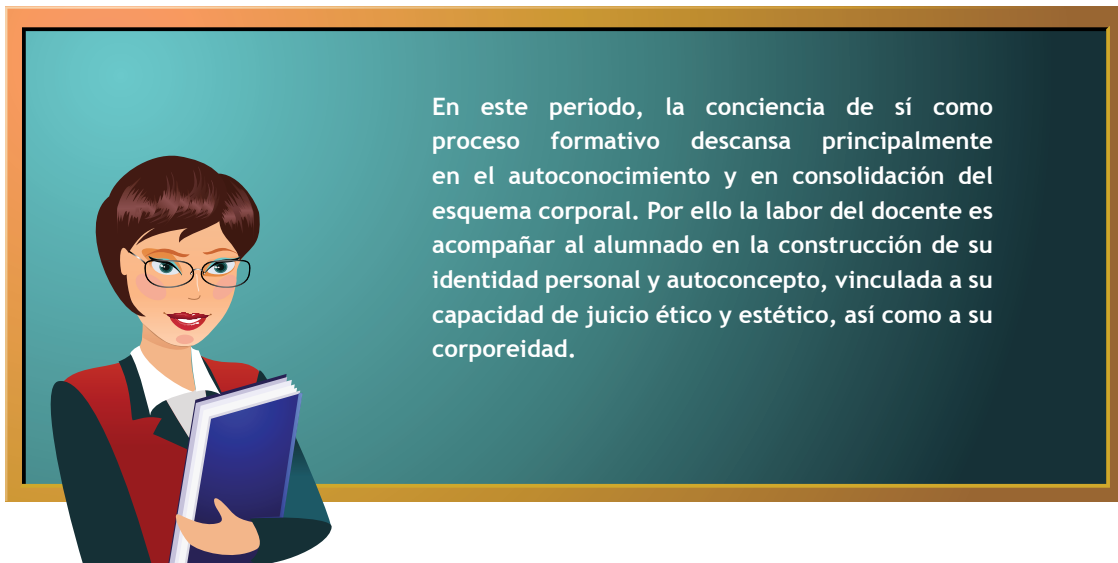 En este periodo, la conciencia de sí como
proceso formativo descansa principalmente
en el autoconocimiento y en consolidación del
esquema corporal. Por ello la labor del docente es
acompañar al alumnado en la construcción de su
identidad personal y autoconcepto, vinculada a su
capacidad de juicio ético y estético, así como a su
corporeidad.